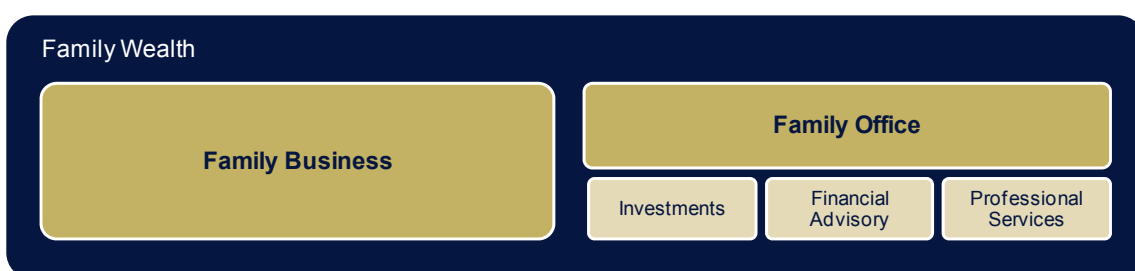 Family Wealth
Family Business
Family Office
Investments
Financial
Advisory
Professional
Services